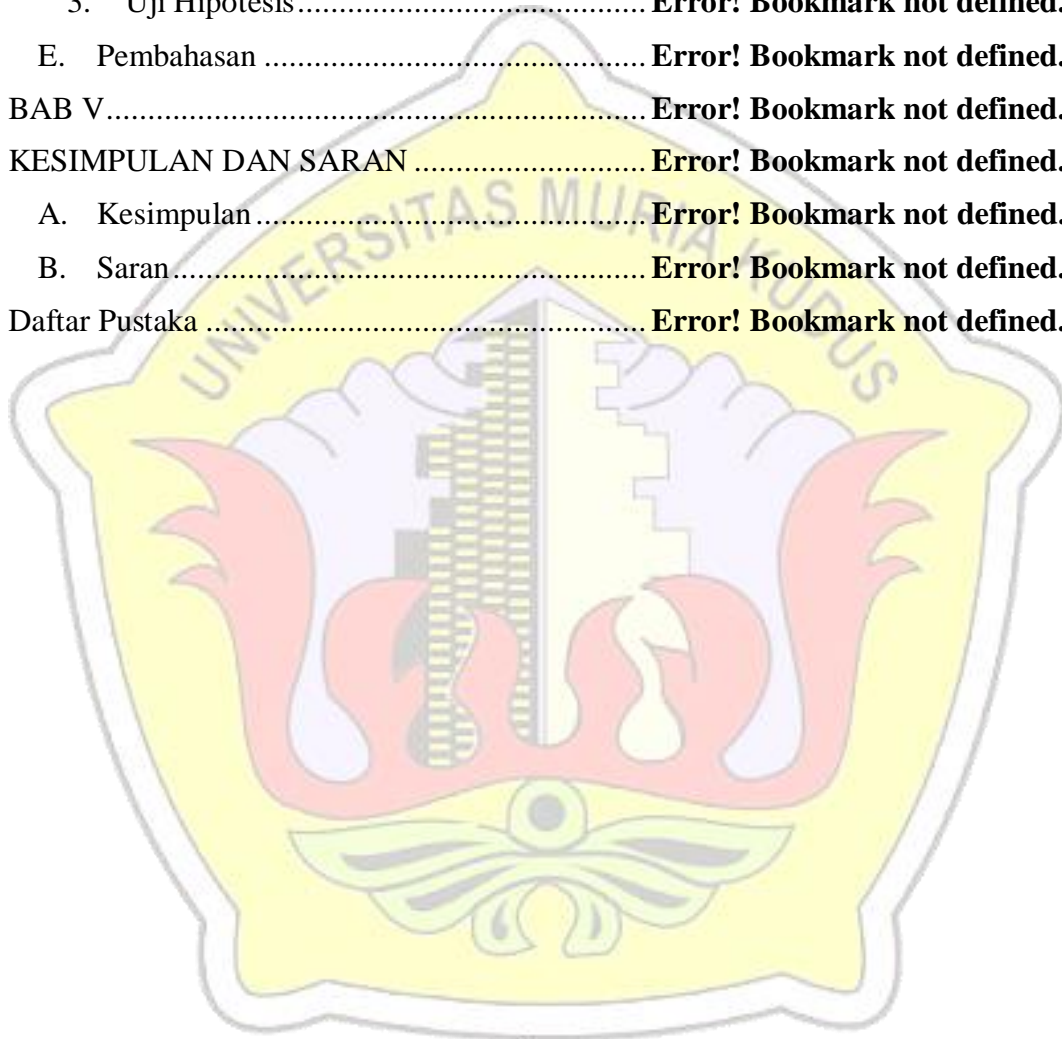 3. Uji Hipotesis........................................ Error! Bookmark not defined.
E. Pembahasan ............................................. Error! Bookmark not defined.
BAB V................................................................ Error! Bookmark not defined.
KESIMPULAN DAN SARAN ........................... Error! Bookmark not defined.
A. Kesimpulan.............................................. Error! Bookmark not defined.
B. Saran........................................................ Error! Bookmark not defined.
Daftar Pustaka .................................................... Error! Bookmark not defined.
UNIVERSITAS MURIA KUDUS